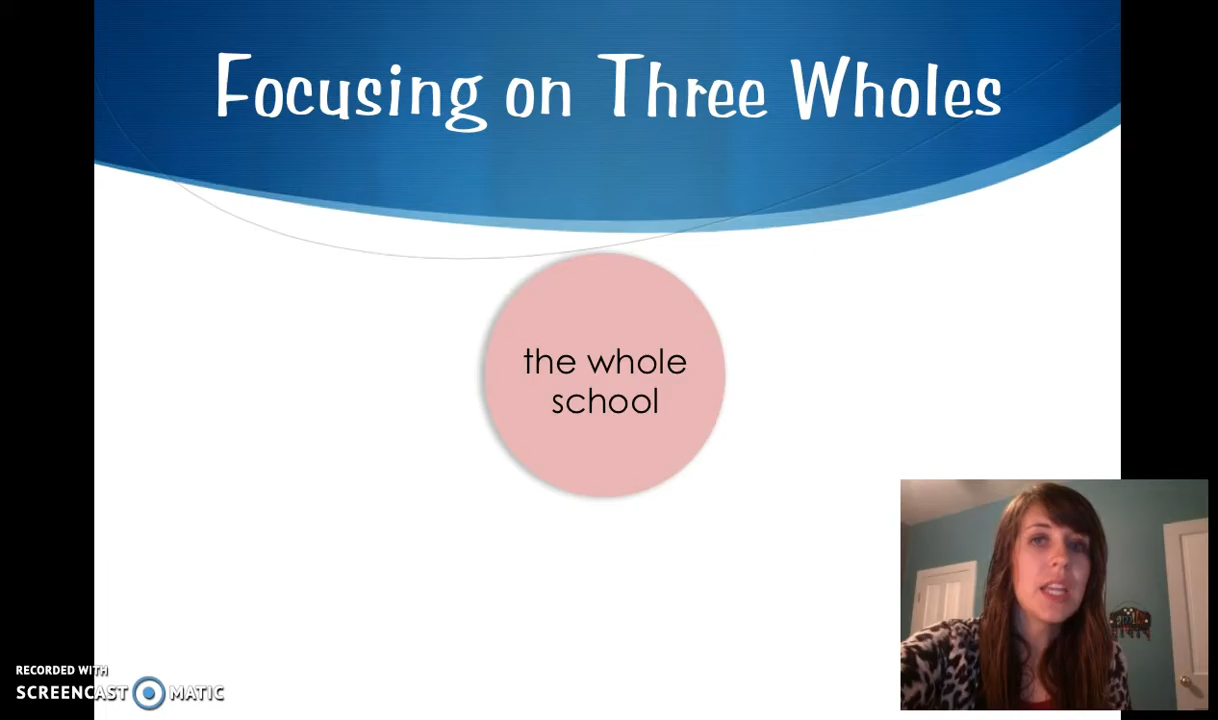 Focusing on Three Wholes
the whole
school
RECORDED WITH
SCREENCAST MATIC